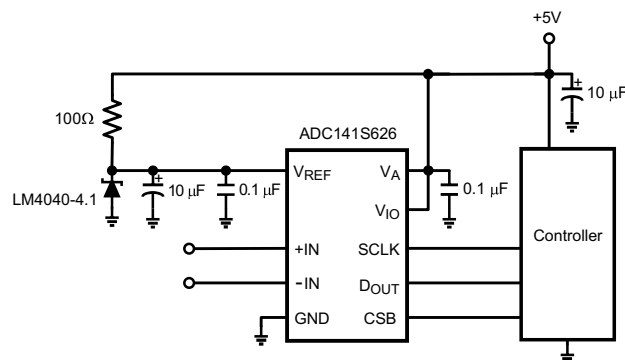 +5V
10 µF
100Ω
ADC141S626
LM4040-4.1
10 µF
0.1 µF
VREF
VA
0.1 µF
VIO
+IN
SCLK
Controller
-IN
DOUT
GND
CSB